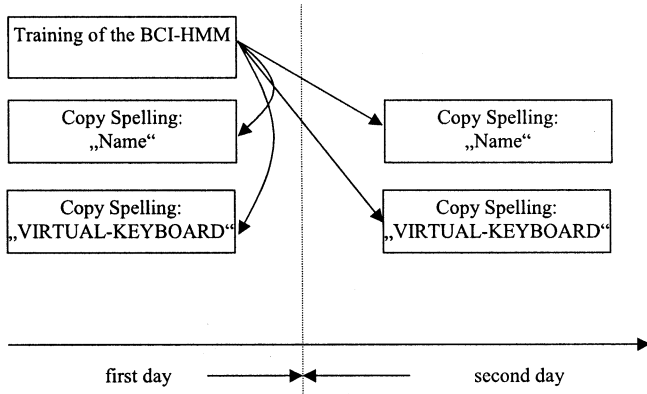 Training of the BCI-HMM
Copy Spelling:
„Name“
Copy Spelling:
„Name“
Copy Spelling:
„VIRTUAL-KEYBOARD“
Copy Spelling:
„VIRTUAL-KEYBOARD“
first day
second day